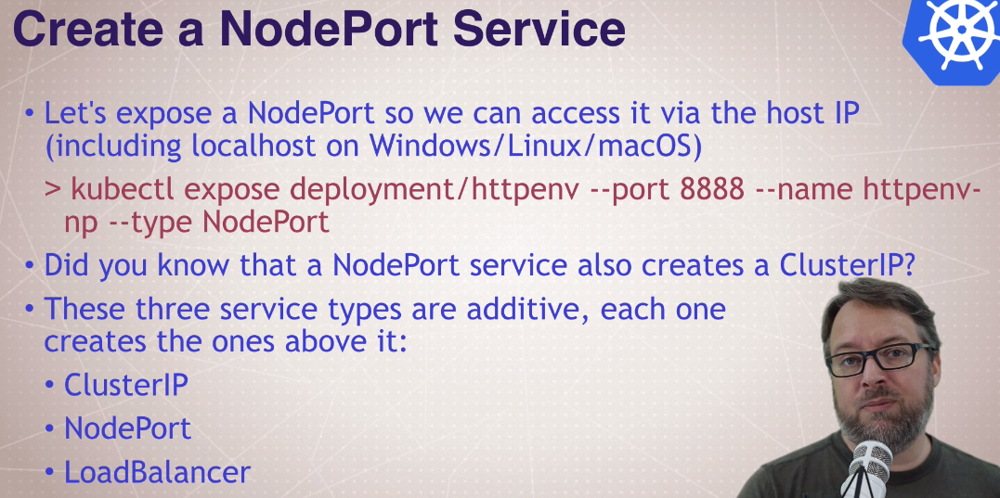 Create a NodePort Service
• Let's expose a NodePort so we can access it via the host IP
(including localhost on Windows/Linux/macOS)
> kubectl expose deployment/httpenv --port 8888 --name httpenv-
np --type NodePort
• Did you know that a NodePort service also creates a ClusterIP?
• These three service types are additive, each one
creates the ones above it:
• ClusterIP
• NodePort
• LoadBalancer